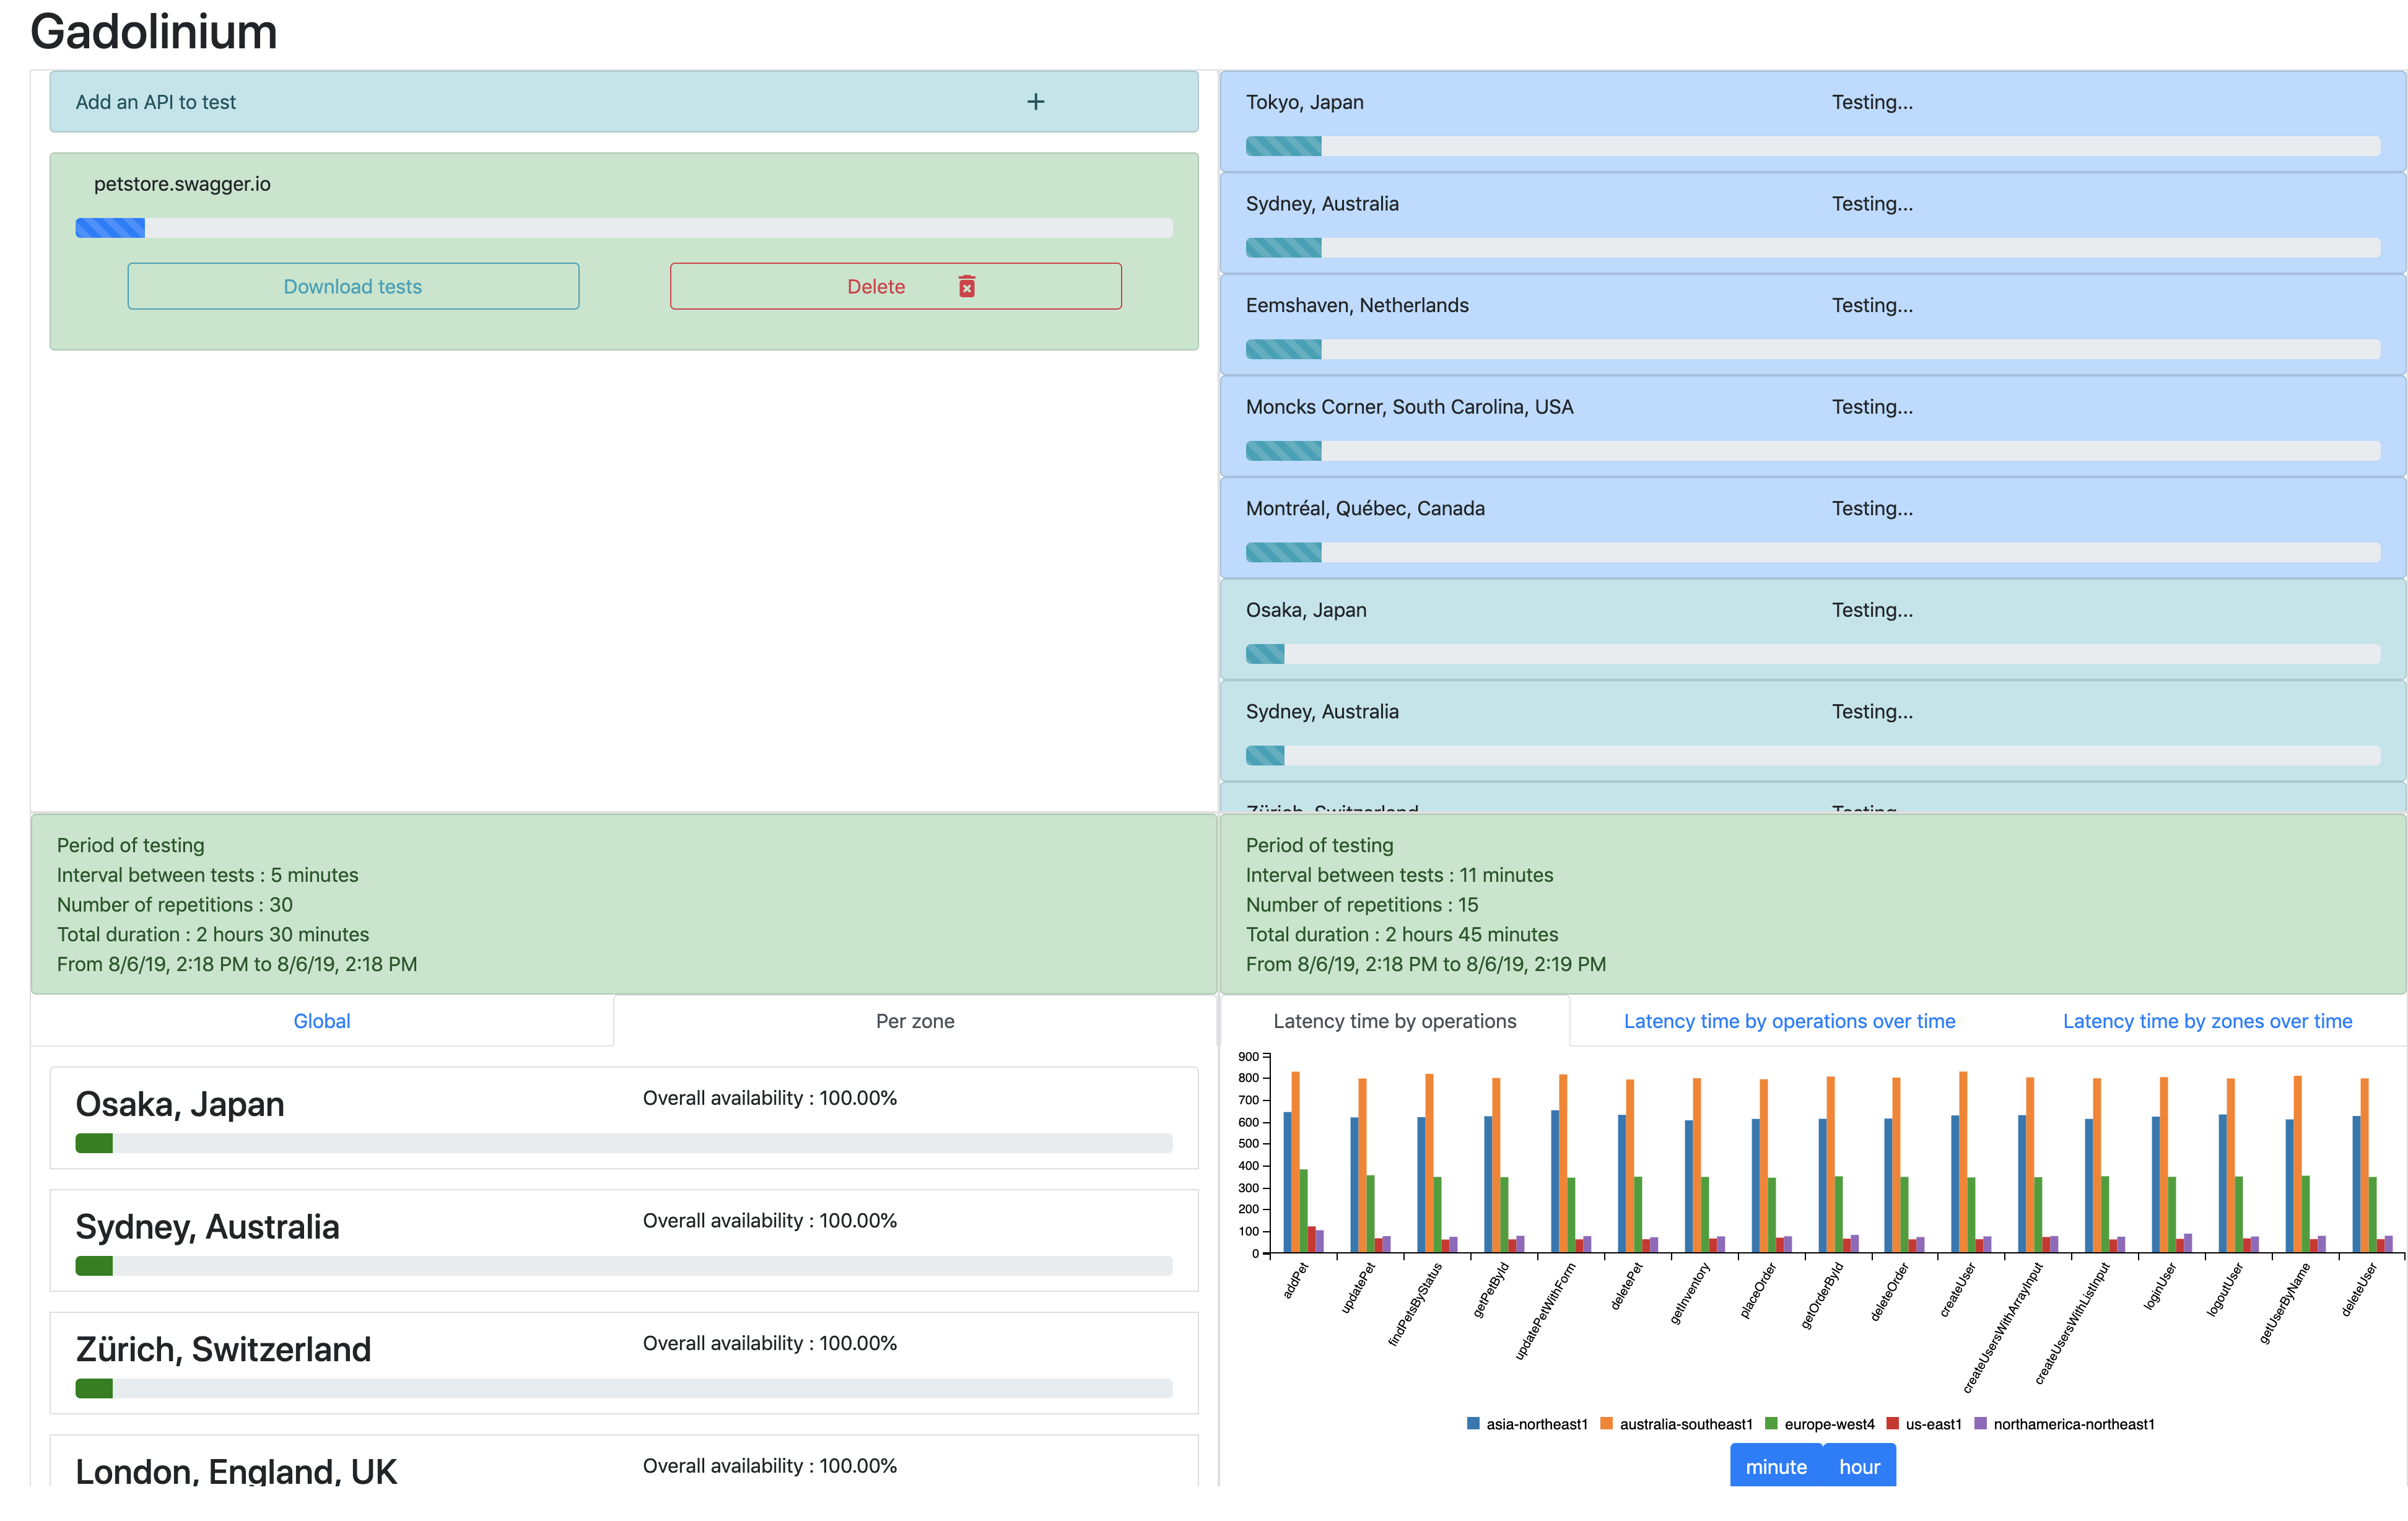 Gadolinium
Add an API to test
petstore.swagger.io
Download tests
Delete
Tokyo, Japan Testing...
Sydney, Australia Testing...
Eemshaven, Netherlands Testing...
Moncks Corner, South Carolina, USA Testing...
Montréal, Québec, Canada Testing...
Osaka, Japan Testing...
Sydney, Australia Testing...
Zürich, Switzerland Testing...
Period of testing
Interval between tests : 5 minutes
Number of repetitions : 30
Total duration : 2 hours 30 minutes
From 8/6/19, 2:18 PM to 8/6/19, 2:18 PM
Period of testing
Interval between tests : 11 minutes
Number of repetitions : 15
Total duration : 2 hours 45 minutes
From 8/6/19, 2:18 PM to 8/6/19, 2:19 PM
Global
Per zone
Osaka, Japan Overall availability : 100.00%
Sydney, Australia Overall availability : 100.00%
Zürich, Switzerland Overall availability : 100.00%
London, England, UK Overall availability : 100.00%
Latency time by operations
Latency time by operations over time
Latency time by zones over time
900
800
700
600
500
400
300
200
100
0
addPet
updatePet
findPetsByStatus
getPetById
updatePetWithForm
deletePet
getInventory
placeOrder
getOrderById
deleteOrder
createUser
createUsersWithArrayInput
createUsersWithListInput
loginUser
logoutUser
getUserByName
deleteUser
asia-northeast1 australia-southeast1 europe-west4 us-east1 northamerica-northeast1
minute hour